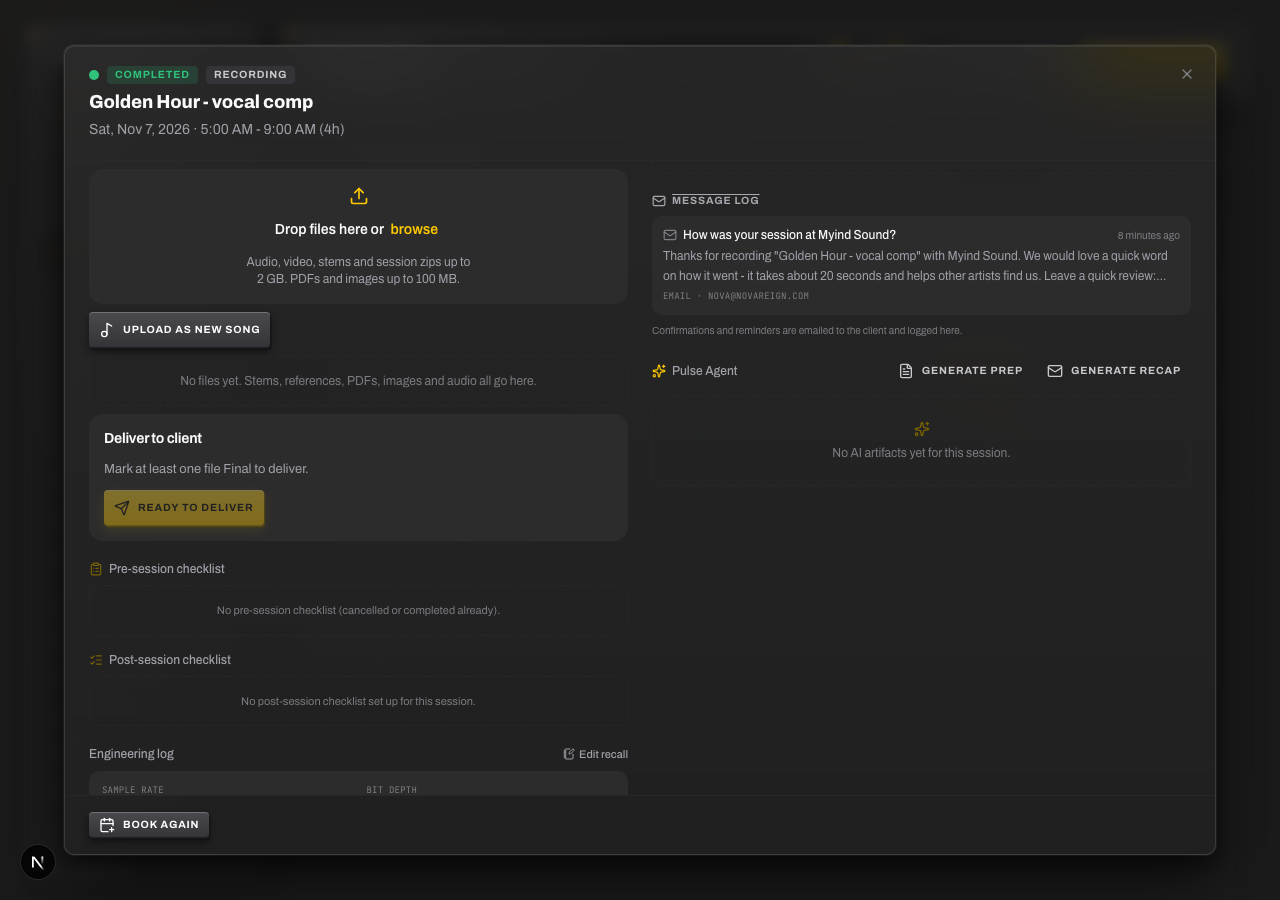 COMPLETED RECORDING
Golden Hour - vocal comp
Sat, Nov 7, 2026 · 5:00 AM - 9:00 AM (4h)
Drop files here or browse
Audio, video, stems and session zips up to
2 GB. PDFs and images up to 100 MB.
UPLOAD AS NEW SONG
No files yet. Stems, references, PDFs, images and audio all go here.
Deliver to client
Mark at least one file Final to deliver.
READY TO DELIVER
Pre-session checklist
No pre-session checklist (cancelled or completed already).
Post-session checklist
No post-session checklist set up for this session.
Engineering log Edit recall
SAMPLE RATE BIT DEPTH
MESSAGE LOG
How was your session at Myind Sound? 8 minutes ago
Thanks for recording "Golden Hour - vocal comp" with Myind Sound. We would love a quick word
on how it went - it takes about 20 seconds and helps other artists find us. Leave a quick review:...
EMAIL · NOVA@NOVAREIGN.COM
Confirmations and reminders are emailed to the client and logged here.
Pulse Agent GENERATE PREP GENERATE RECAP
No AI artifacts yet for this session.
BOOK AGAIN
N